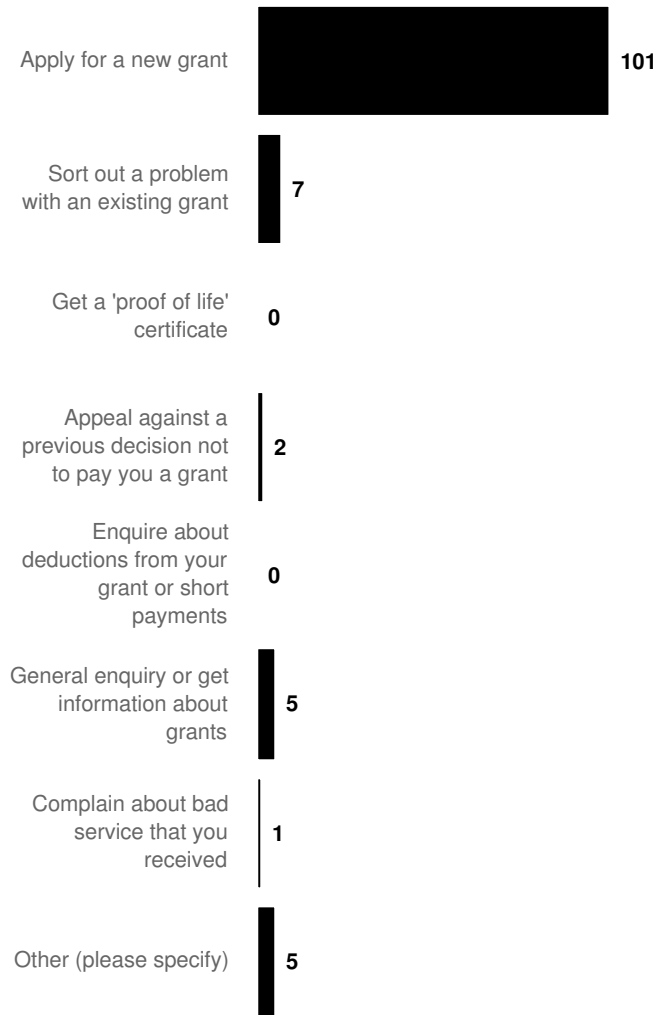 Apply for a new grant
101
Sort out a problem
with an existing grant
7
Get a 'proof of life'
certificate
0
Appeal against a
previous decision not
to pay you a grant
2
Enquire about
deductions from your
grant or short
payments
0
General enquiry or get
information about
grants
5
Complain about bad
service that you
received
1
Other (please specify)
5